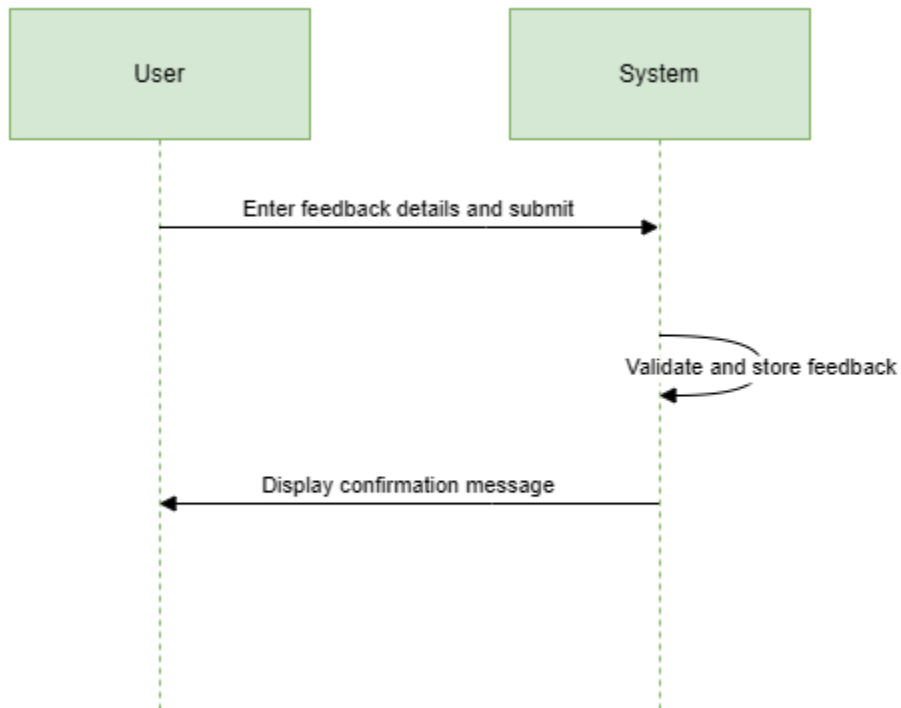 User
System
Enter feedback details and submit
Validate and store feedback
Display confirmation message